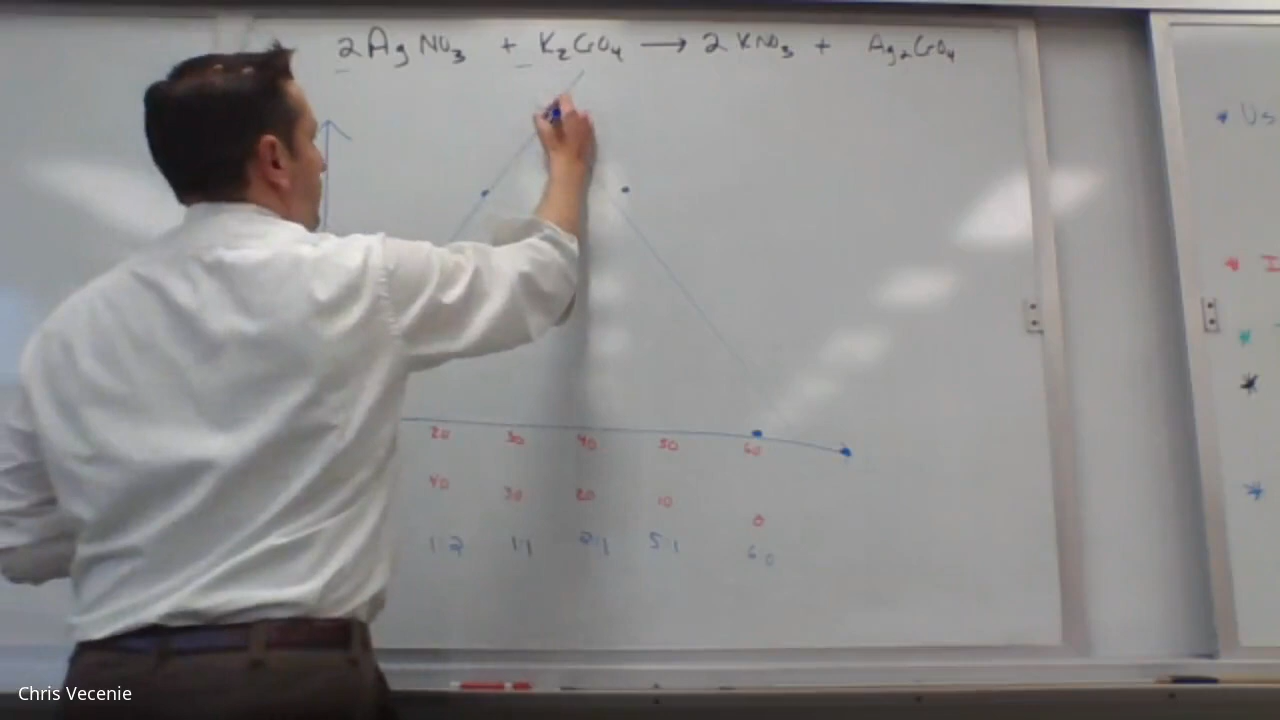 2AgNO₃ + K₂CrO₄ → 2KNO₃ + Ag₂CrO₄
* Us
20 30 40 50 60
40 30 20 10 0
1:2 1:1 2:1 5:1 6:0
Chris Vecenie